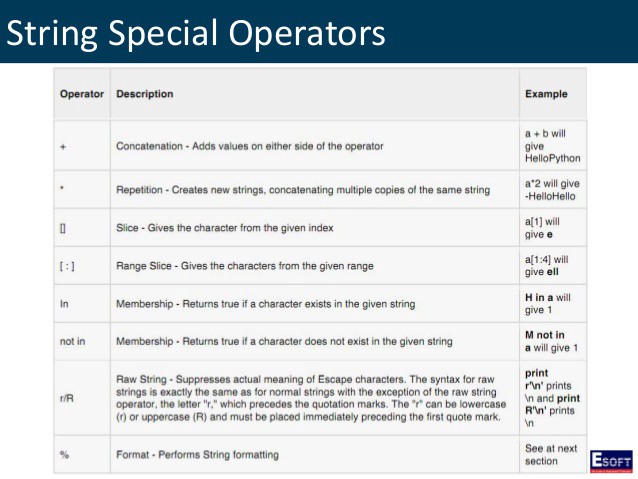 String Special Operators
Operator Description Example
+ Concatenation - Adds values on either side of the operator a + b will
give
HelloPython
* Repetition - Creates new strings, concatenating multiple copies of the same string a*2 will give
-HelloHello
[] Slice - Gives the character from the given index a[1] will
give e
[ : ] Range Slice - Gives the characters from the given range a[1:4] will
give ell
In Membership - Returns true if a character exists in the given string H in a will
give 1
not in Membership - Returns true if a character does not exist in the given string M not in
a will give 1
r/R Raw String - Suppresses actual meaning of Escape characters. The syntax for raw
strings is exactly the same as for normal strings with the exception of the raw string
operator, the letter "r," which precedes the quotation marks. The "r" can be lowercase
(r) or uppercase (R) and must be placed immediately preceding the first quote mark.
print
r'\n' prints
\n and print
R'\n' prints
\n
% Format - Performs String formatting See at next
section
ESOFT